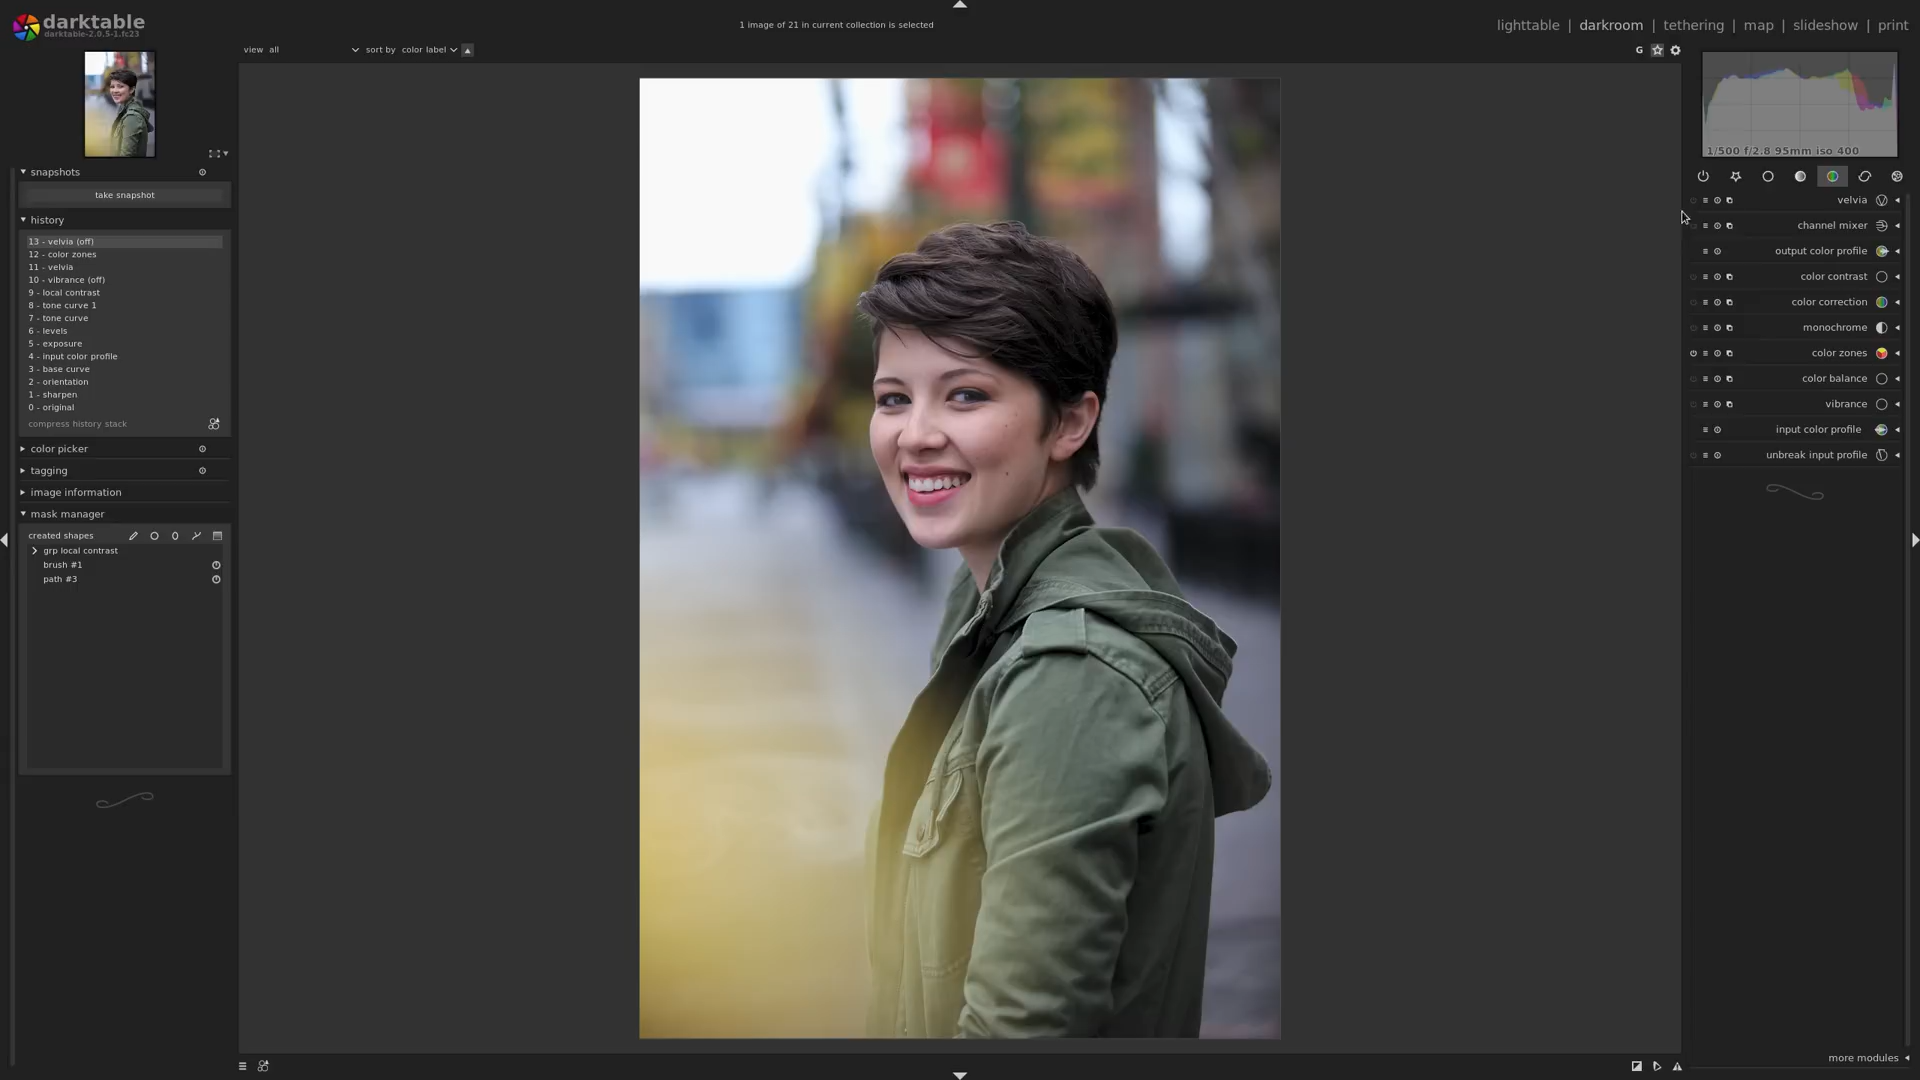 darktable
darktable-2.0.5-1.fc23
1 image of 21 in current collection is selected
lighttable | darkroom | tethering | map | slideshow | print
view all
sort by color label
G
1/500 f/2.8 95mm iso 400
snapshots
take snapshot
history
13 - velvia (off)
12 - color zones
11 - velvia
10 - vibrance (off)
9 - local contrast
8 - tone curve 1
7 - tone curve
6 - levels
5 - exposure
4 - input color profile
3 - base curve
2 - orientation
1 - sharpen
0 - original
compress history stack
color picker
tagging
image information
mask manager
created shapes
grp local contrast
brush #1
path #3
velvia
channel mixer
output color profile
color contrast
color correction
monochrome
color zones
color balance
vibrance
input color profile
unbreak input profile
more modules